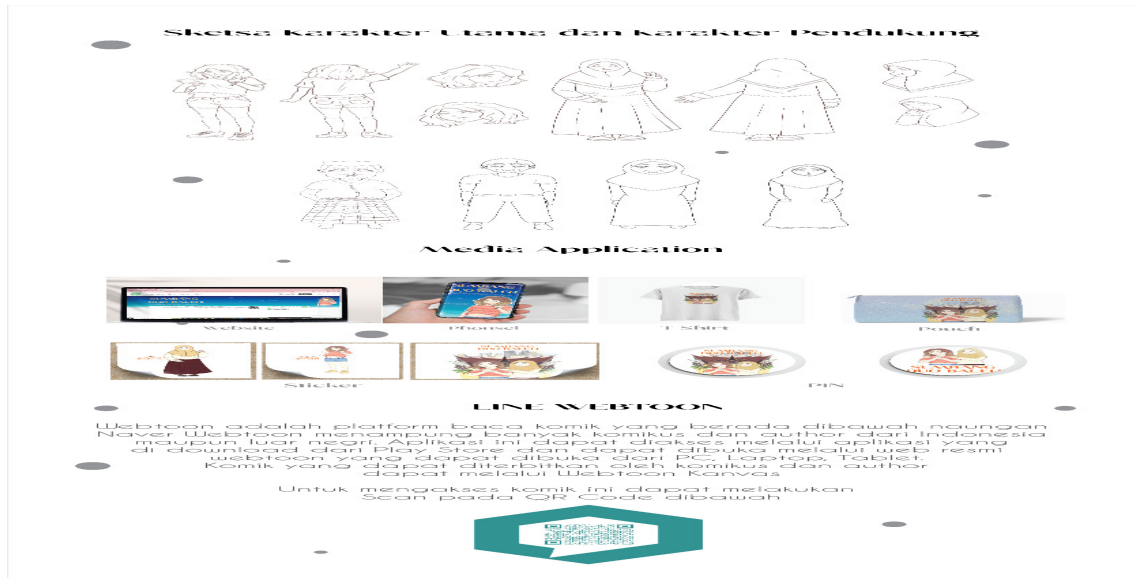 Sketsa Karakter Utama dan Karakter Pendukung
Media Application
Website
Phonsel
T Shirt
Pouch
Sticker
PIN
LINE WEBTOON
Webtoon adalah platform baca komik yang berada dibawah naungan
Naver Webtoon menampung banyak komikus dan author dari Indonesia
maupun luar negri. Aplikasi ini dapat diakses melalui aplikasi yang
di download dari Play Store dan dapat dibuka melalui web resmi
webtoon yang dapat dibuka dari PC, Laptop, Tablet.
Komik yang dapat diterbitkan oleh komikus dan author
dapat melalui Webtoon Kanvas
Untuk mengakses komik ini dapat melakukan
Scan pada QR Code dibawah